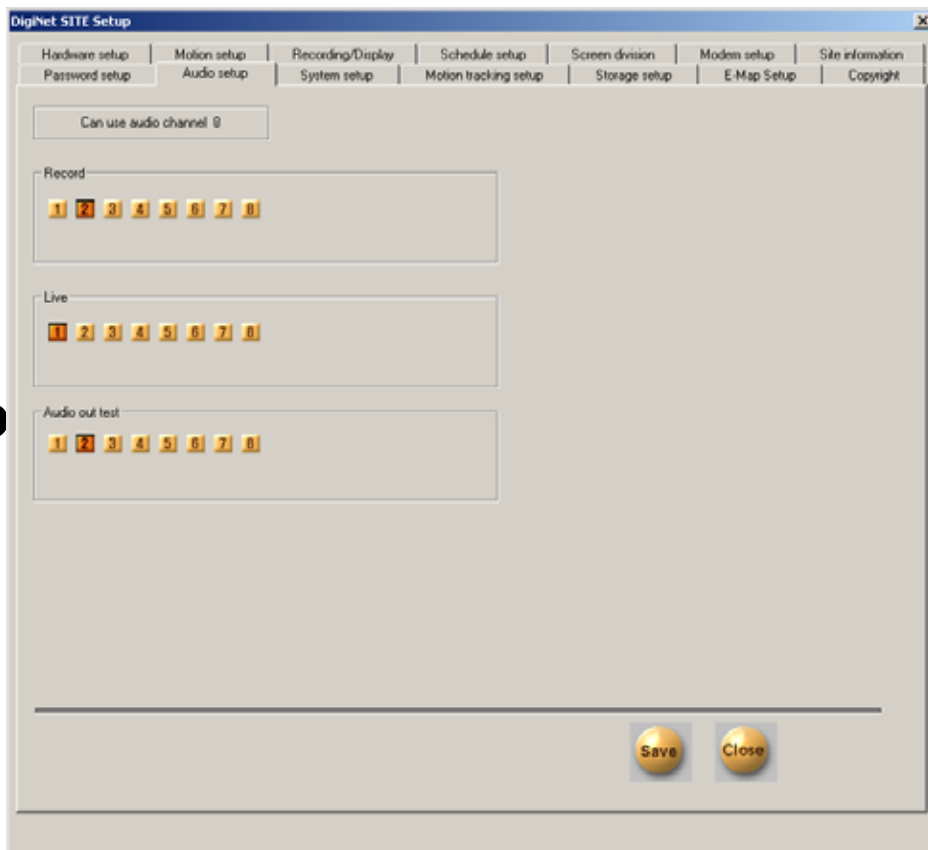 DigiNet SITE Setup
Hardware setup Motion setup Recording/Display Schedule setup Screen division Modem setup Site information
Password setup Audio setup System setup Motion tracking setup Storage setup E-Map Setup Copyright
Can use audio channel 8
Record
1 2 3 4 5 6 7 8
Live
1 2 3 4 5 6 7 8
Audio out test
1 2 3 4 5 6 7 8
Save Close